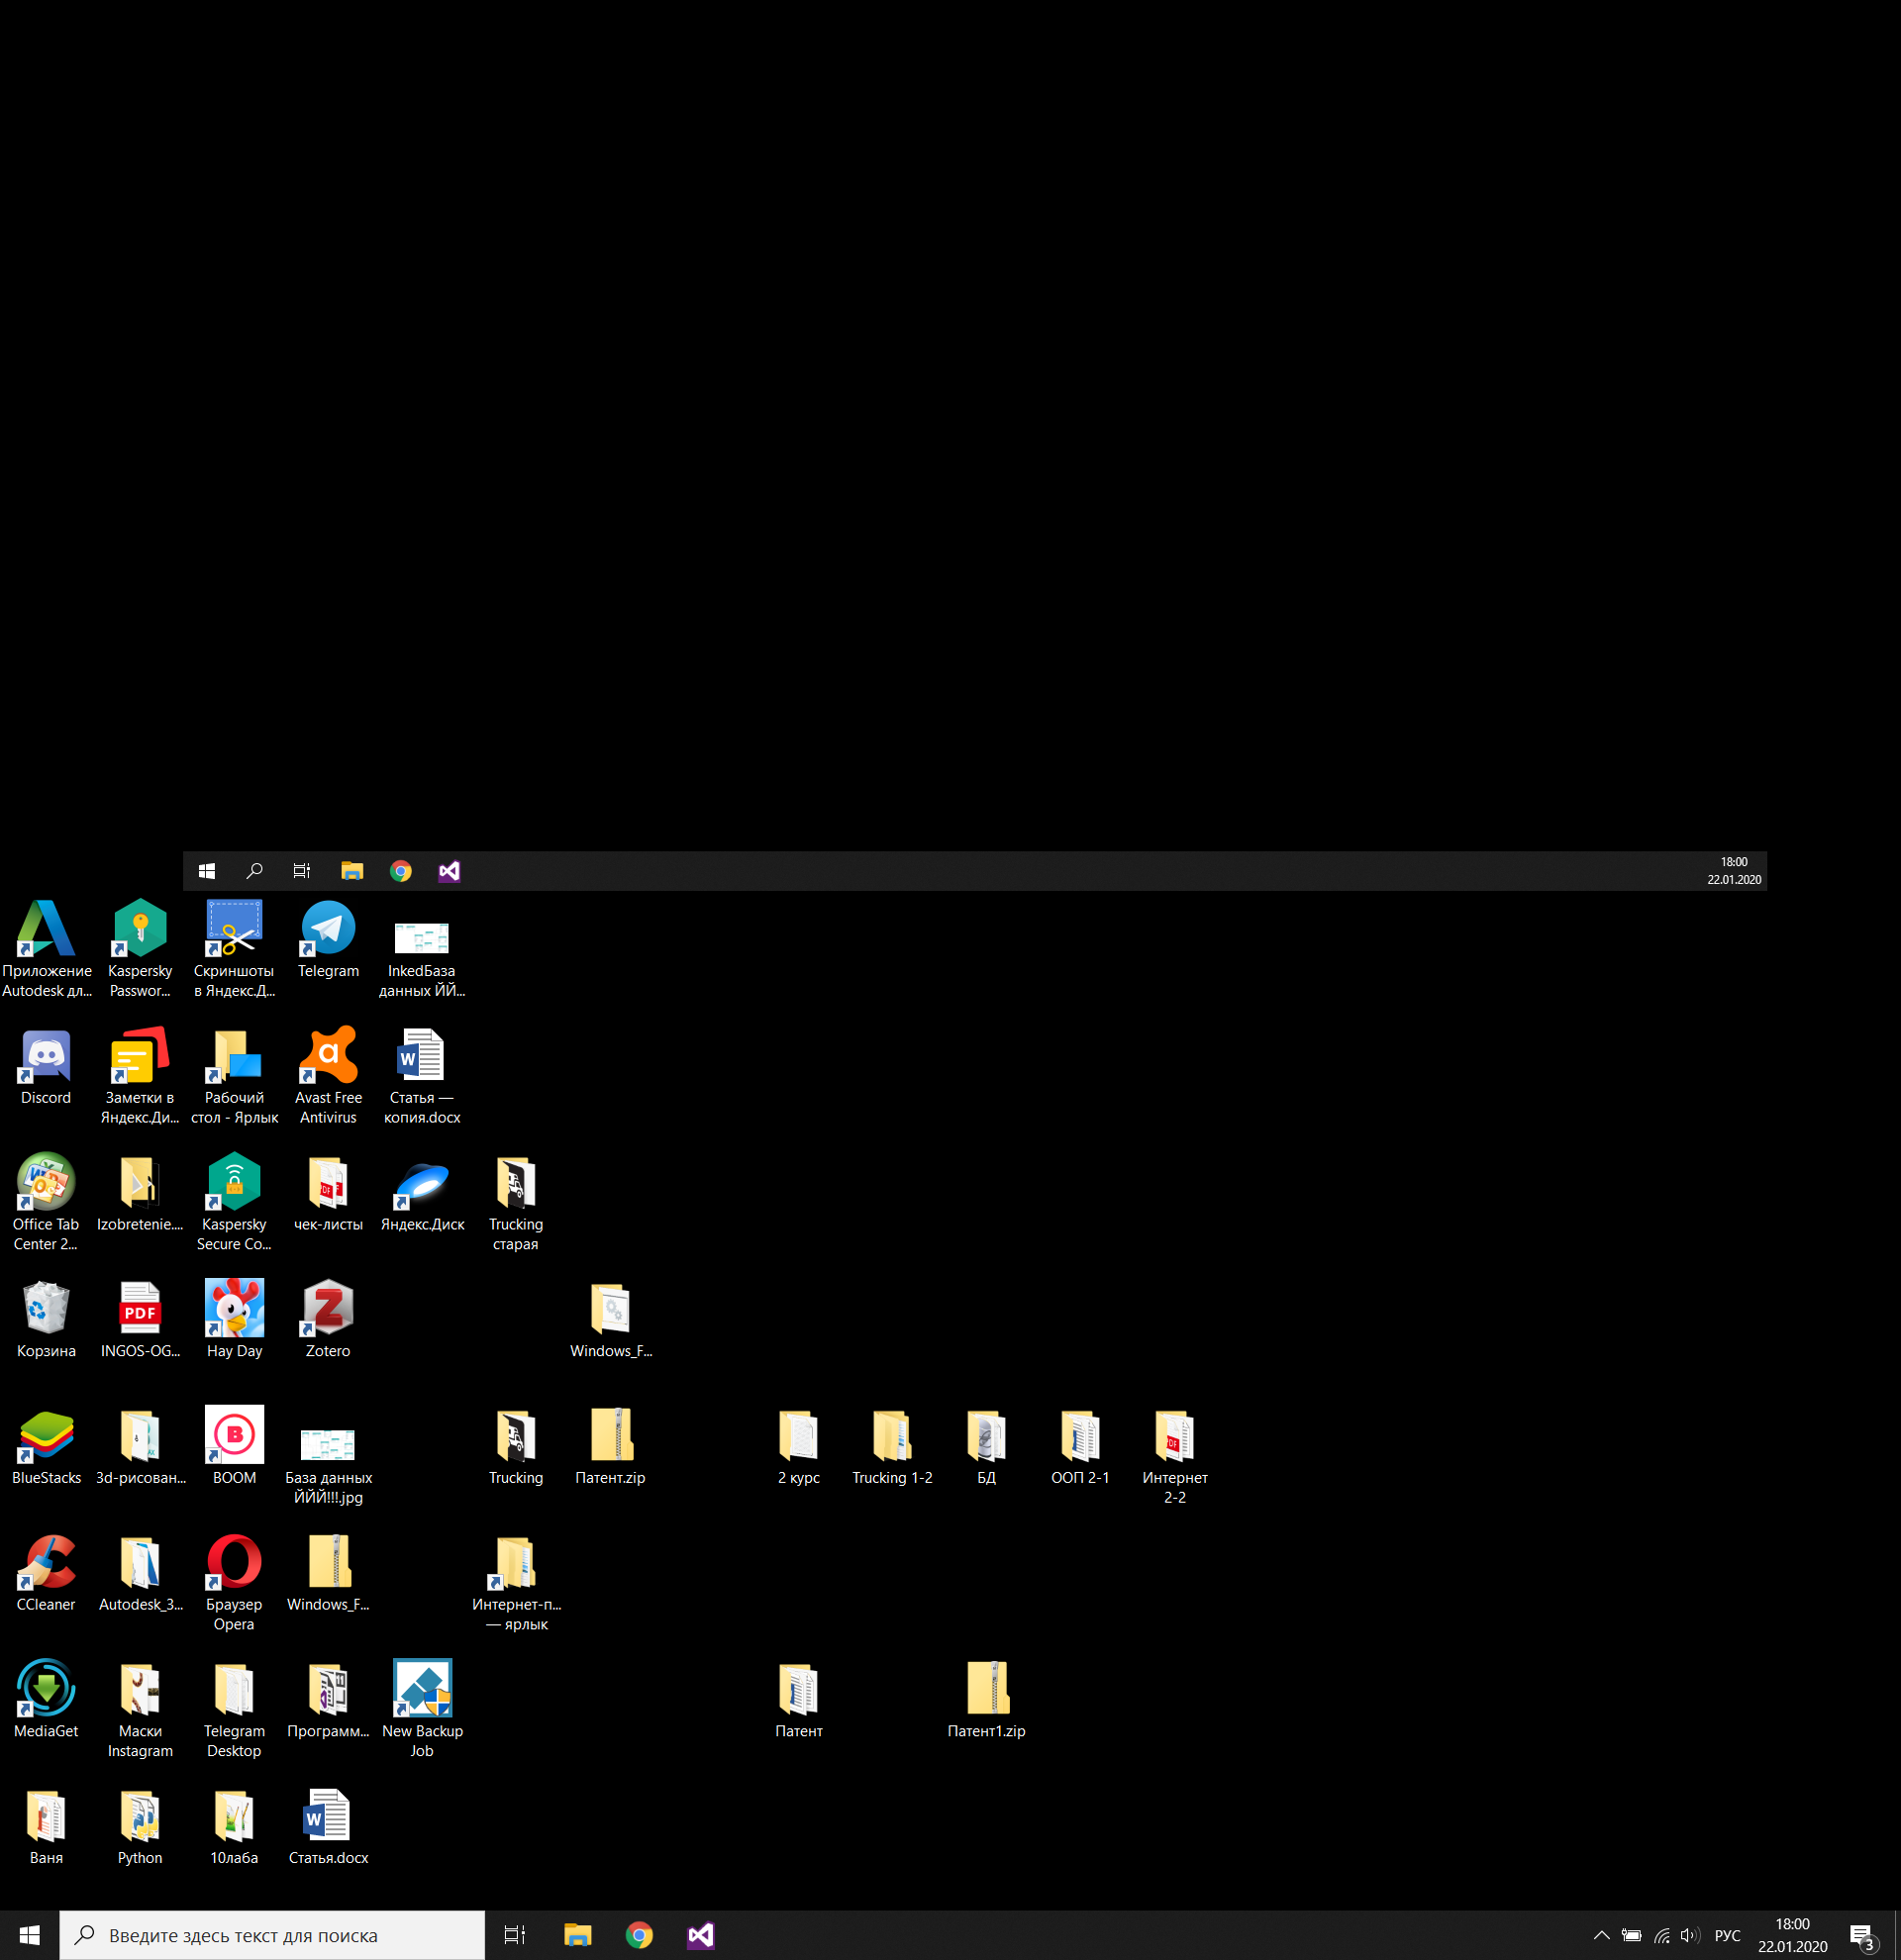 18:00
22.01.2020
Приложение
Autodesk дл...
Kaspersky
Passwor...
Скриншоты
в Яндекс.Д...
Telegram
InkedБаза
данных ЙЙ...
Discord
Заметки в
Яндекс.Ди...
Рабочий
стол - Ярлык
Avast Free
Antivirus
Статья —
копия.docx
Office Tab
Center 2...
Izobretenie....
Kaspersky
Secure Co...
чек-листы
Яндекс.Диск
Trucking
старая
Корзина
PDF
INGOS-OG...
Hay Day
Zotero
Windows_F...
BlueStacks
3d-рисован...
BOOM
База данных
ЙЙЙ!!!.jpg
Trucking
Патент.zip
2 курс
Trucking 1-2
БД
ООП 2-1
Интернет
2-2
CCleaner
Autodesk_3...
Браузер
Opera
Windows_F...
Интернет-п...
— ярлык
MediaGet
Маски
Instagram
Telegram
Desktop
Программ...
New Backup
Job
Патент
Патент1.zip
Ваня
Python
10лаба
Статья.docx
Введите здесь текст для поиска
РУС
18:00
22.01.2020
3